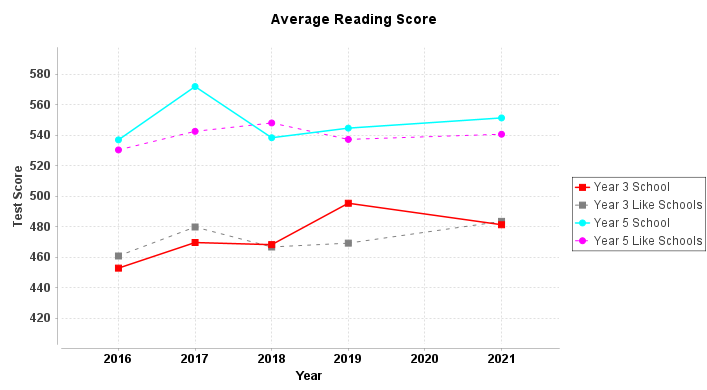 Average Reading Score
580
560
540
520
500
480
460
440
420
Test Score
2016 2017 2018 2019 2020 2021
Year
Year 3 School
Year 3 Like Schools
Year 5 School
Year 5 Like Schools